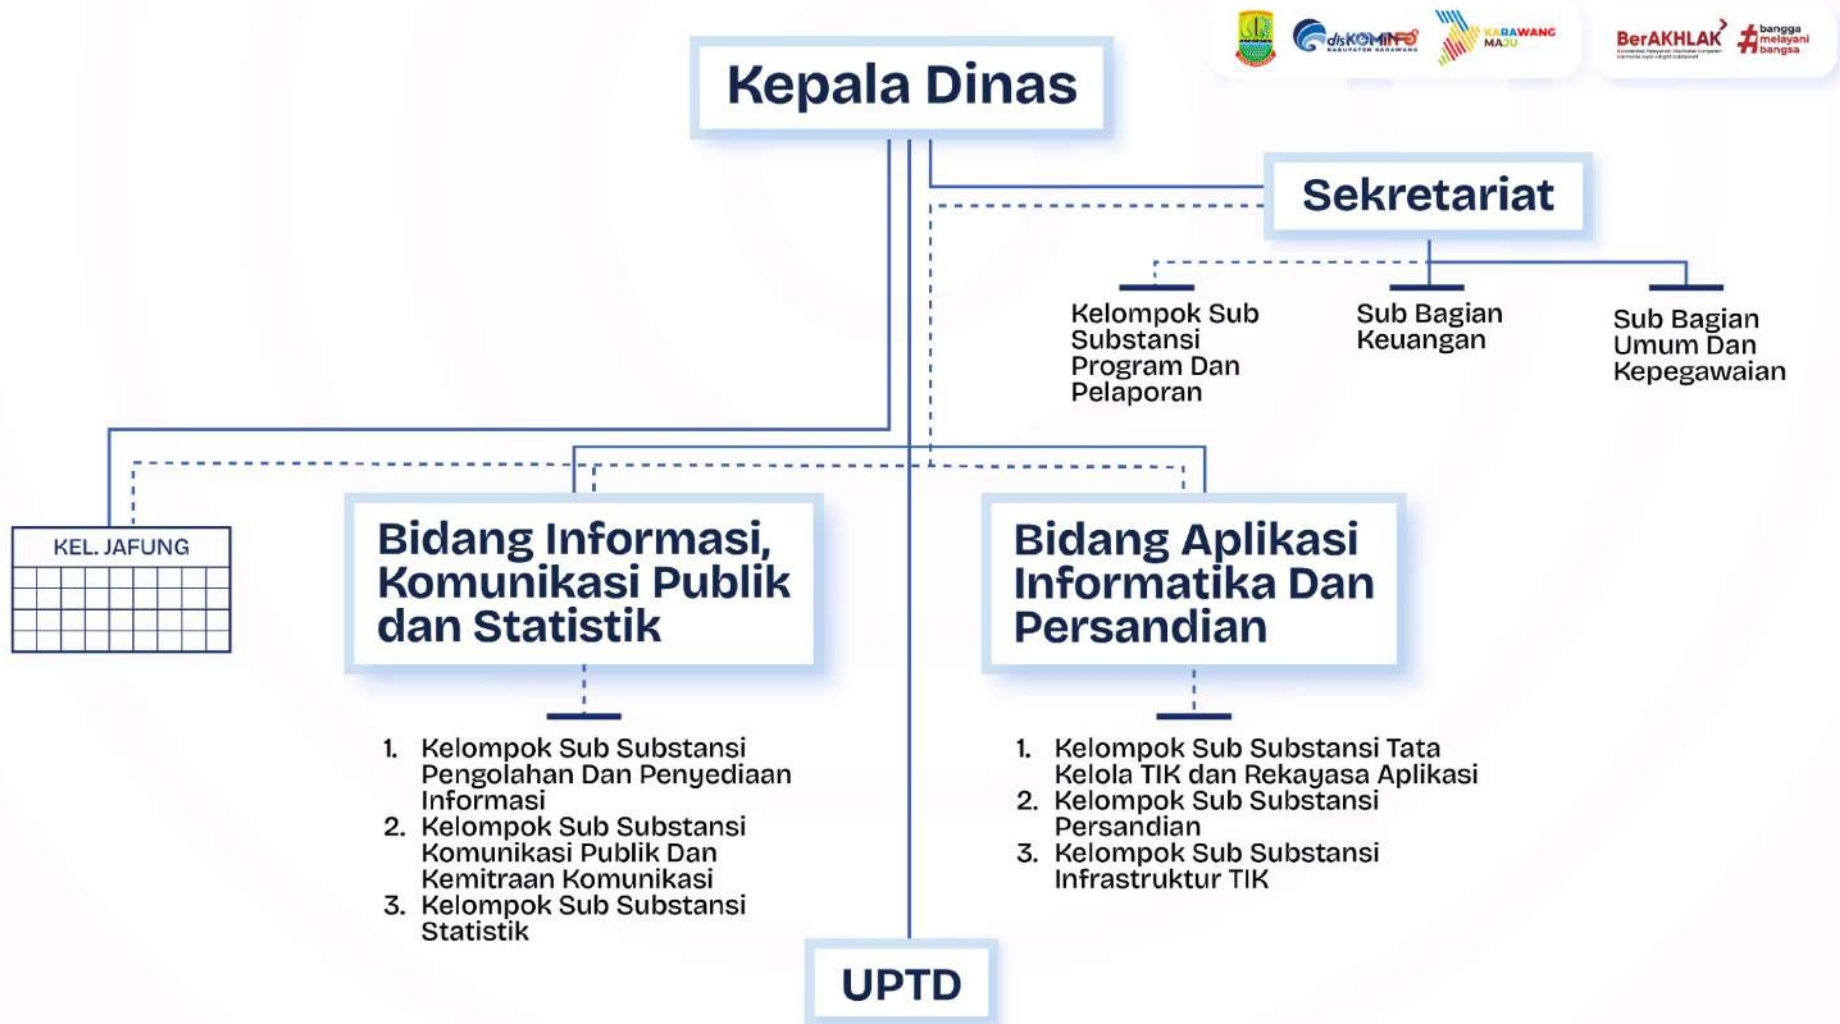 disKOMINFO
KABUPATEN KARAWANG
KARAWANG
MAJU
BerAKHLAK
bangga
melayani
bangsa
Kepala Dinas
Sekretariat
Kelompok Sub
Substansi
Program Dan
Pelaporan
Sub Bagian
Keuangan
Sub Bagian
Umum Dan
Kepegawaian
KEL. JAFUNG
Bidang Informasi,
Komunikasi Publik
dan Statistik
Bidang Aplikasi
Informatika Dan
Persandian
1. Kelompok Sub Substansi
Pengolahan Dan Penyediaan
Informasi
2. Kelompok Sub Substansi
Komunikasi Publik Dan
Kemitraan Komunikasi
3. Kelompok Sub Substansi
Statistik
1. Kelompok Sub Substansi Tata
Kelola TIK dan Rekayasa Aplikasi
2. Kelompok Sub Substansi
Persandian
3. Kelompok Sub Substansi
Infrastruktur TIK
UPTD